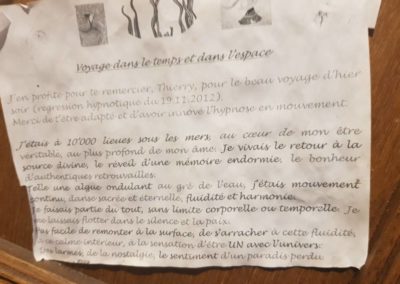 Voyage dans le temps et dans l'espace
J'en profite pour te remercier, Thierry, pour le beau voyage d'hier
soir (regression hypnotique du 19.11.2012).
Merci de t'être adapté et d'avoir innové l'hypnose en mouvement.
J'étais à 10'000 lieues sous les mers, au cœur de mon être
véritable, au plus profond de mon âme. Je vivais le retour à la
source divine, le réveil d'une mémoire endormie, le bonheur
d'authentiques retrouvailles.
Telle une algue ondulant au gré de l'eau, j'étais mouvement
continu, danse sacrée et éternelle, fluidité et harmonie.
Je faisais partie du tout, sans limite corporelle ou temporelle. Je
me laissais flotter dans le silence et la paix.
Pas facile de remonter à la surface, de s'arracher à cette fluidité,
à ce calme intérieur, à la sensation d'être UN avec l'univers.
Des larmes, de la nostalgie, le sentiment d'un paradis perdu